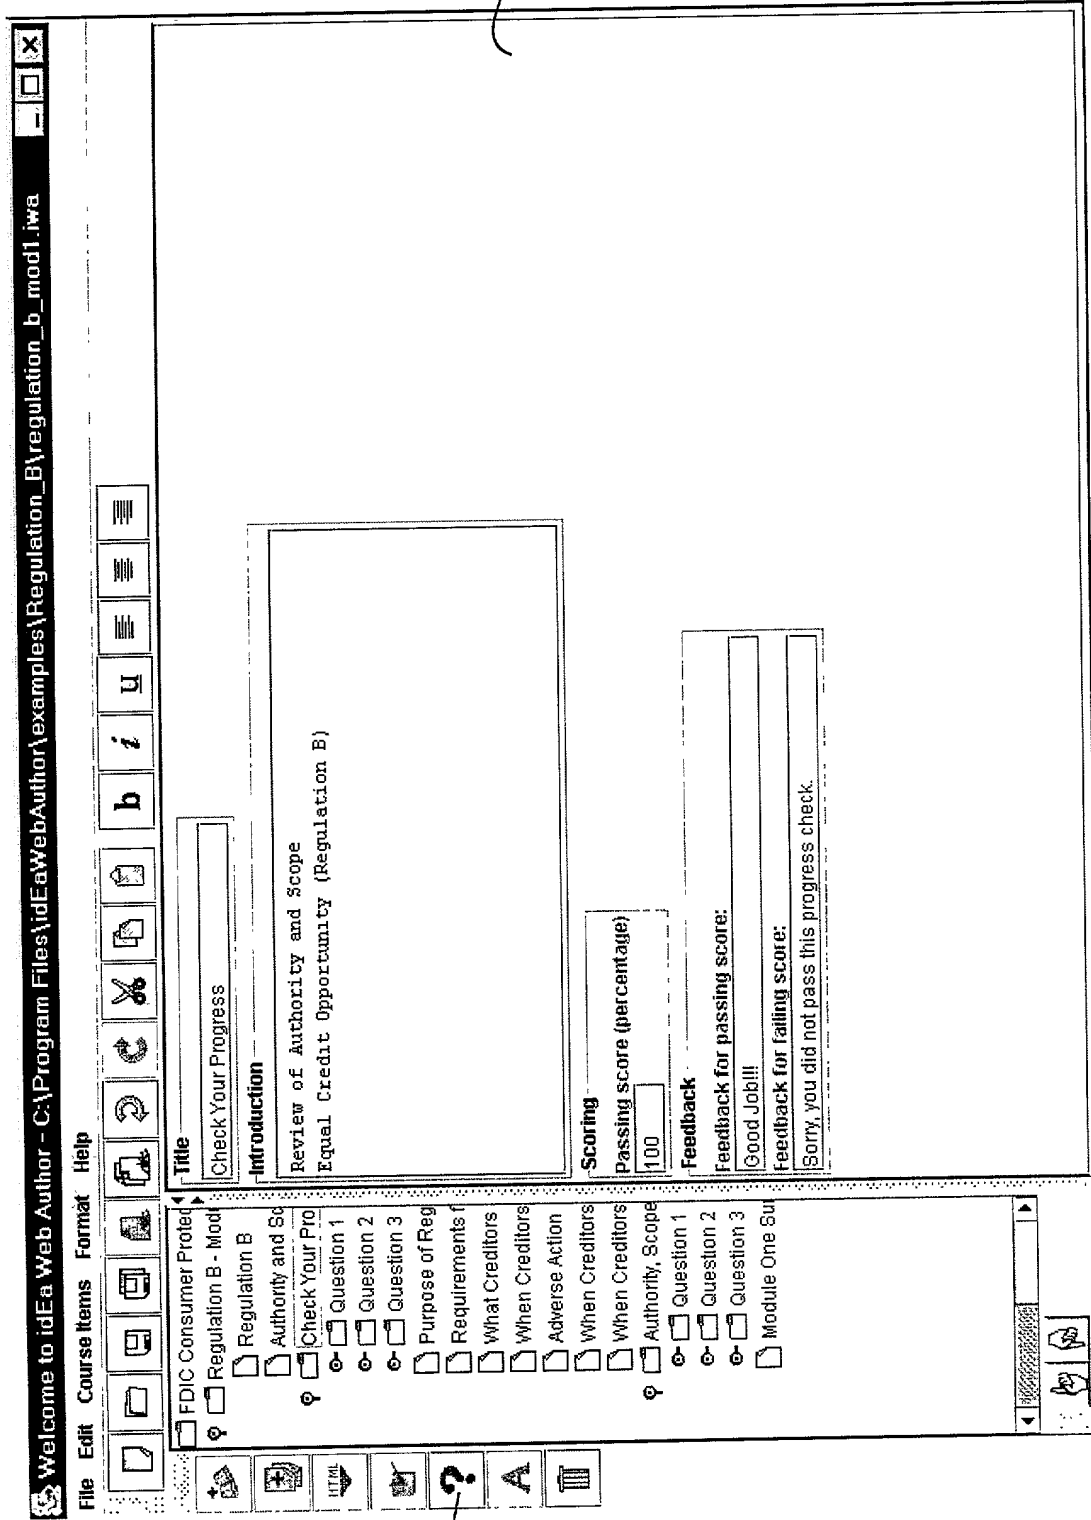 Welcome to idEa Web Author - C:\Program Files\idEaWebAuthor\examples\Regulation_B\regulation_b_mod1.iwa
File Edit Course Items Format Help
b i u
HTML
?
A
FDIC Consumer Protec
Regulation B - Modu
Regulation B
Authority and Sc
Check Your Pro
Question 1
Question 2
Question 3
Purpose of Reg
Requirements f
What Creditors
When Creditors
Adverse Action
When Creditors
When Creditors
Authority, Scope
Question 1
Question 2
Question 3
Module One Sur
Title
Check Your Progress
Introduction
Review of Authority and Scope
Equal Credit Opportunity (Regulation B)
Scoring
Passing score (percentage)
100
Feedback
Feedback for passing score:
Good Job!!!
Feedback for failing score:
Sorry, you did not pass this progress check.